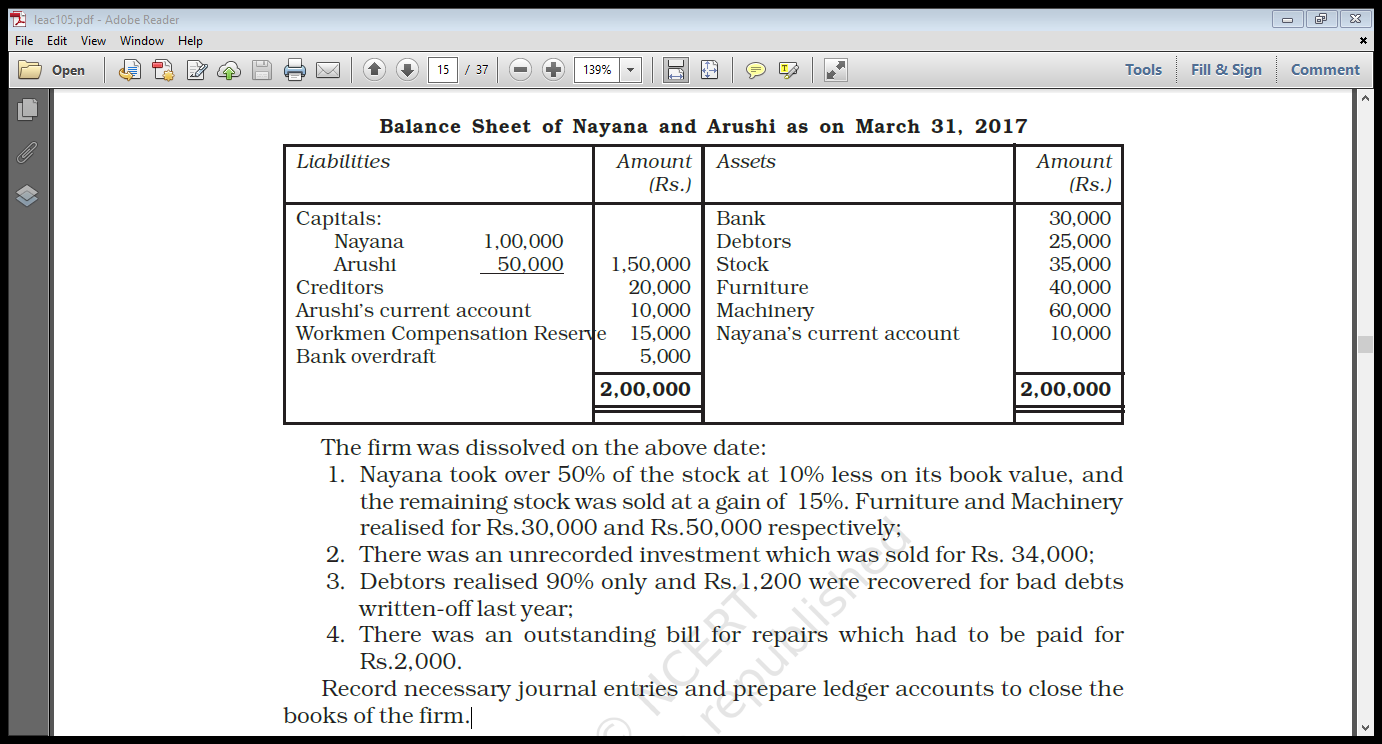 leac105.pdf - Adobe Reader
File Edit View Window Help
Open 15 / 37 139% Tools Fill & Sign Comment
Balance Sheet of Nayana and Arushi as on March 31, 2017
Liabilities Amount Assets Amount
(Rs.) (Rs.)
Capitals: Bank 30,000
Nayana 1,00,000 Debtors 25,000
Arushi 50,000 1,50,000 Stock 35,000
Creditors 20,000 Furniture 40,000
Arushi's current account 10,000 Machinery 60,000
Workmen Compensation Reserve 15,000 Nayana's current account 10,000
Bank overdraft 5,000
2,00,000 2,00,000
The firm was dissolved on the above date:
1. Nayana took over 50% of the stock at 10% less on its book value, and
the remaining stock was sold at a gain of 15%. Furniture and Machinery
realised for Rs.30,000 and Rs.50,000 respectively;
2. There was an unrecorded investment which was sold for Rs. 34,000;
3. Debtors realised 90% only and Rs.1,200 were recovered for bad debts
written-off last year;
4. There was an outstanding bill for repairs which had to be paid for
Rs.2,000.
Record necessary journal entries and prepare ledger accounts to close the
books of the firm.
© NCERT
republished